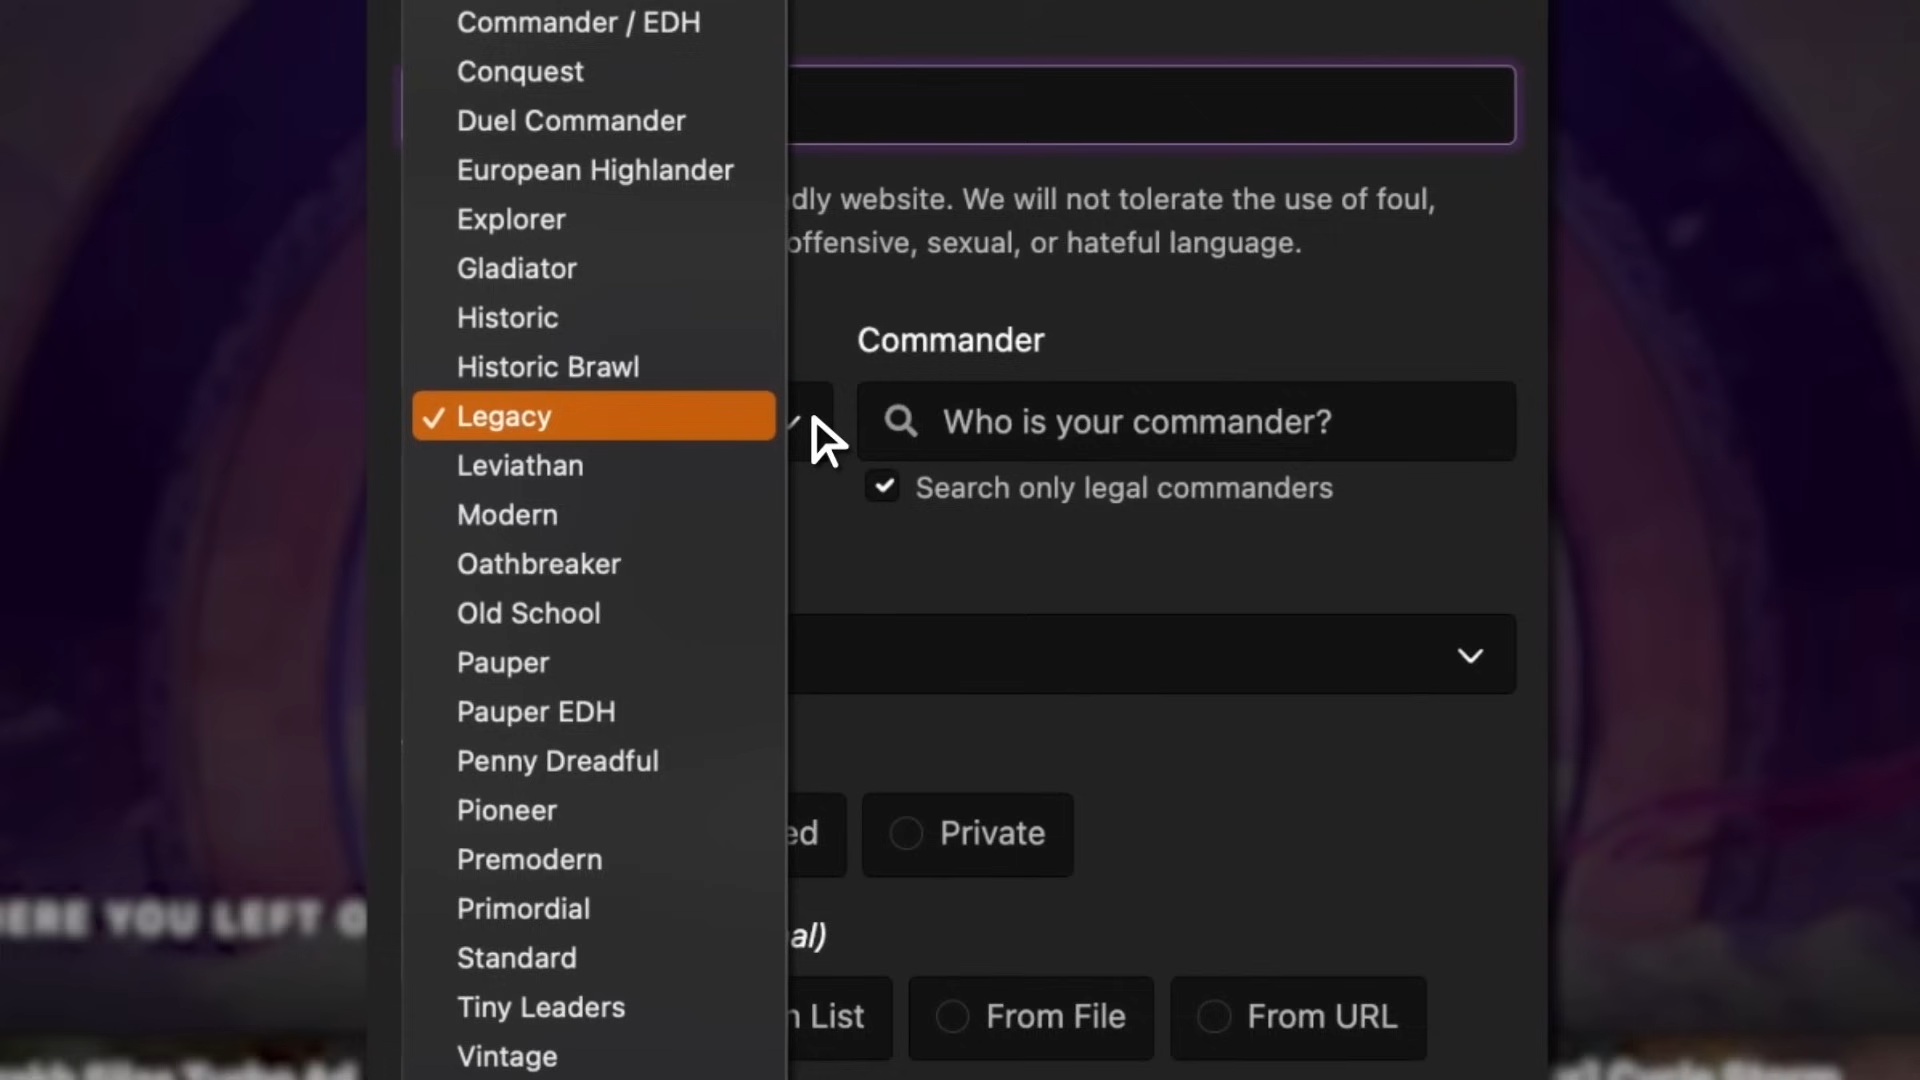 Commander / EDH
Conquest
Duel Commander
European Highlander
Explorer
Gladiator
Historic
Historic Brawl
Legacy
Leviathan
Modern
Oathbreaker
Old School
Pauper
Pauper EDH
Penny Dreadful
Pioneer
Premodern
Primordial
Standard
Tiny Leaders
Vintage
dly website. We will not tolerate the use of foul,
offensive, sexual, or hateful language.
Commander
Who is your commander?
Search only legal commanders
ed
Private
al)
n List
From File
From URL
ERE YOU LEFT O